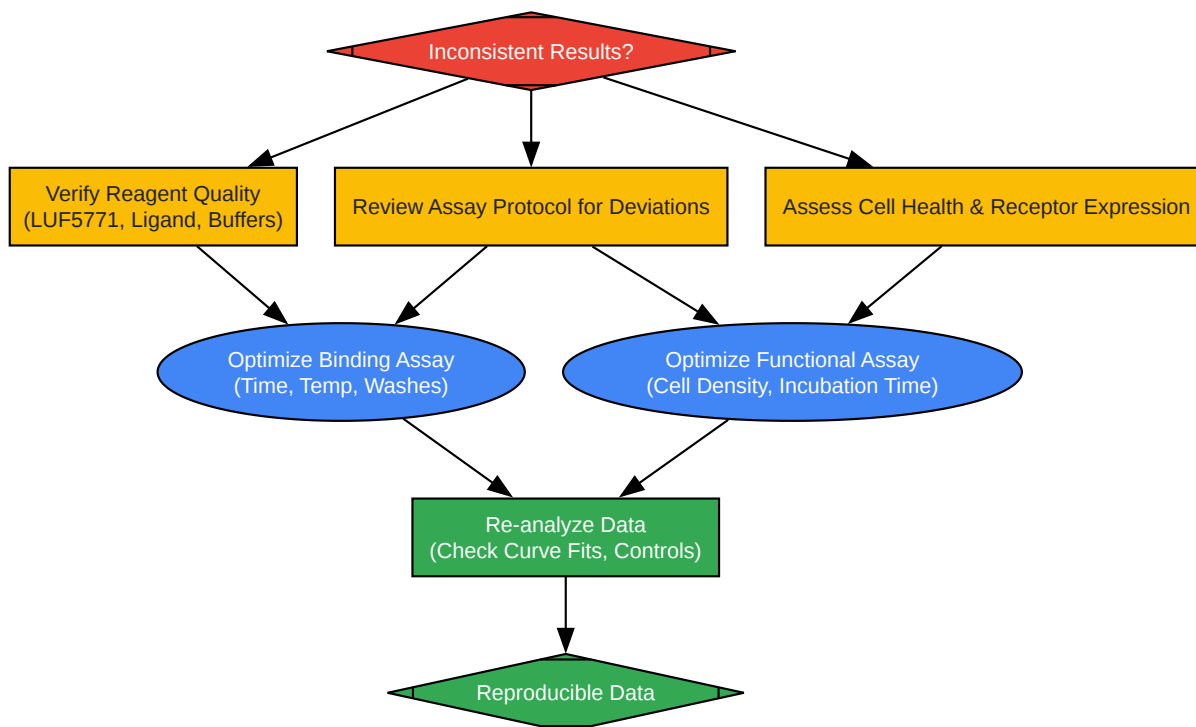 Inconsistent Results?
Verify Reagent Quality
(LUF5771, Ligand, Buffers)
Review Assay Protocol for Deviations
Assess Cell Health & Receptor Expression
Optimize Binding Assay
(Time, Temp, Washes)
Optimize Functional Assay
(Cell Density, Incubation Time)
Re-analyze Data
(Check Curve Fits, Controls)
Reproducible Data